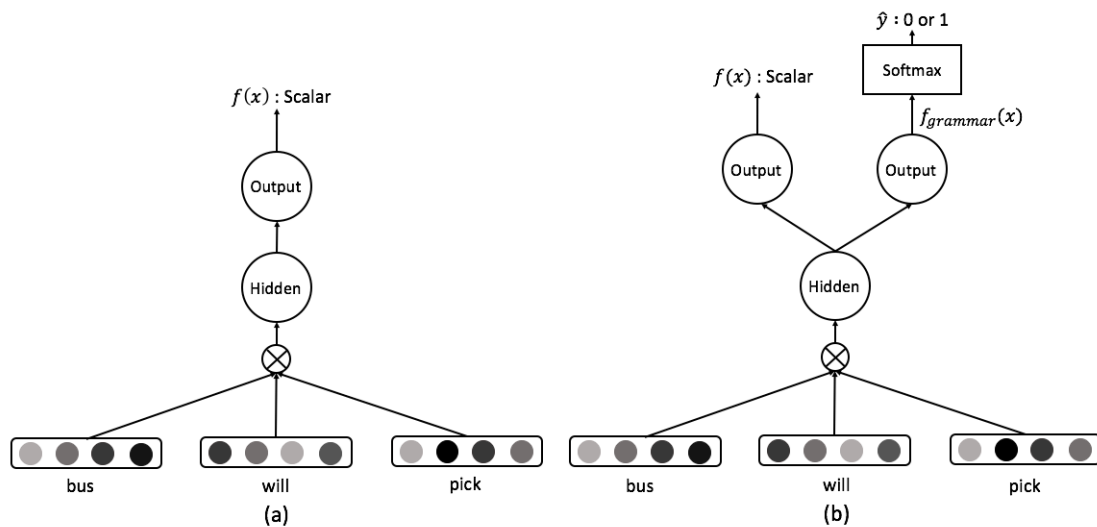 f(x) : Scalar
Output
Hidden
bus
will
pick
(a)
ŷ : 0 or 1
Softmax
f(x) : Scalar
f_grammar(x)
Output
Output
Hidden
bus
will
pick
(b)